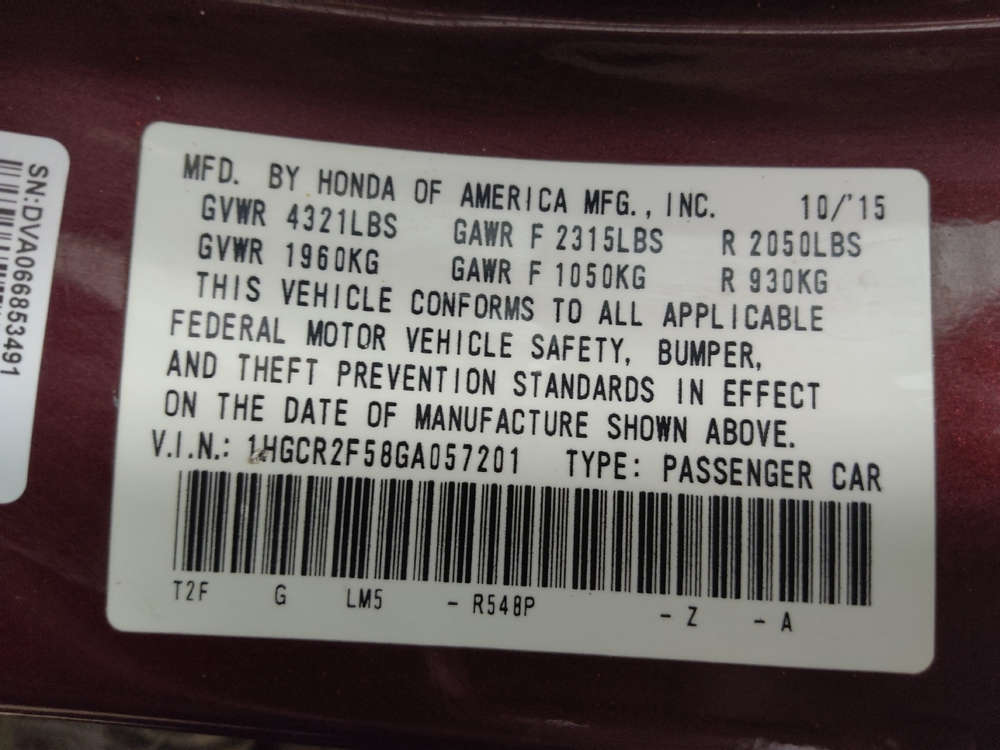 MFD. BY HONDA OF AMERICA MFG., INC. 10/'15
GVWR 4321LBS GAWR F 2315LBS R 2050LBS
GVWR 1960KG GAWR F 1050KG R 930KG
THIS VEHICLE CONFORMS TO ALL APPLICABLE
FEDERAL MOTOR VEHICLE SAFETY, BUMPER,
AND THEFT PREVENTION STANDARDS IN EFFECT
ON THE DATE OF MANUFACTURE SHOWN ABOVE.
V.I.N.: 1HGCR2F58GA057201 TYPE: PASSENGER CAR
T2F G LM5 - R548P - Z - A
SN:DVA066853491